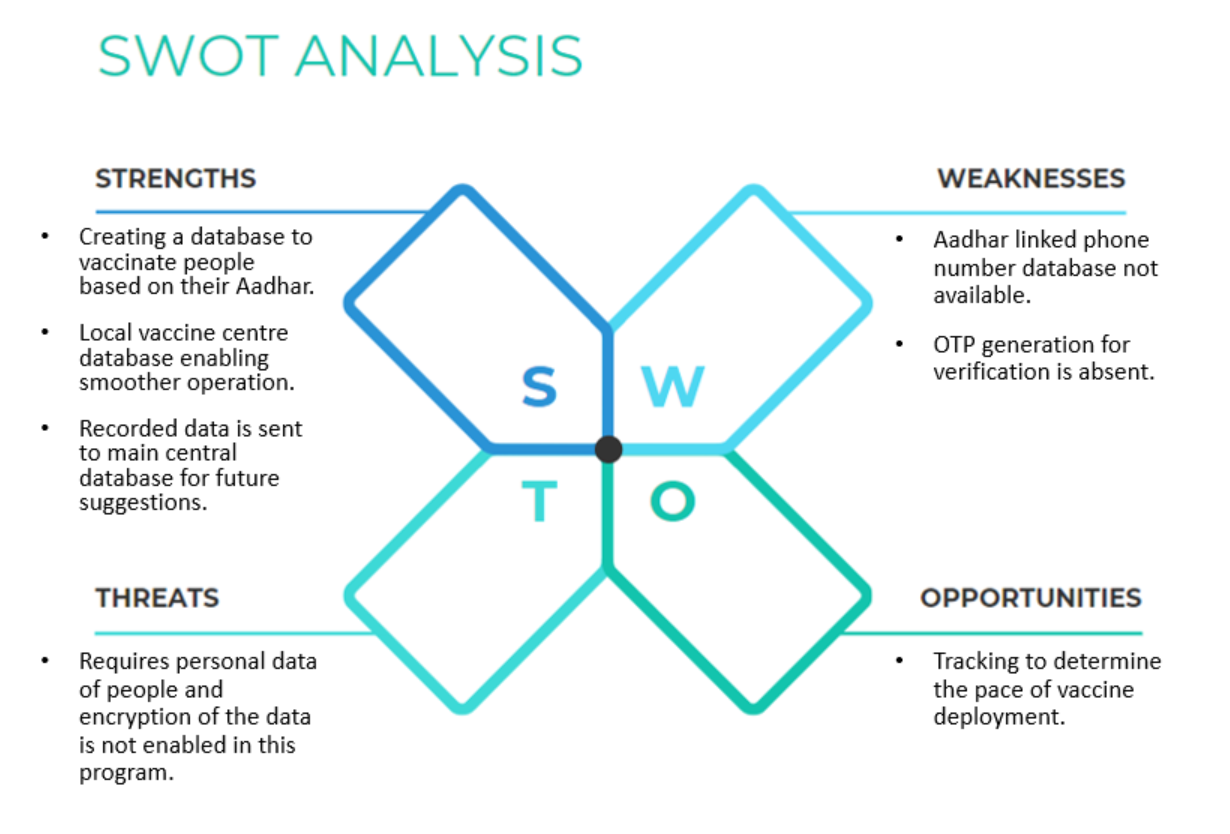 SWOT ANALYSIS
STRENGTHS
• Creating a database to
vaccinate people
based on their Aadhar.
• Local vaccine centre
database enabling
smoother operation.
• Recorded data is sent
to main central
database for future
suggestions.
WEAKNESSES
• Aadhar linked phone
number database not
available.
• OTP generation for
verification is absent.
S W
T O
THREATS
• Requires personal data
of people and
encryption of the data
is not enabled in this
program.
OPPORTUNITIES
• Tracking to determine
the pace of vaccine
deployment.